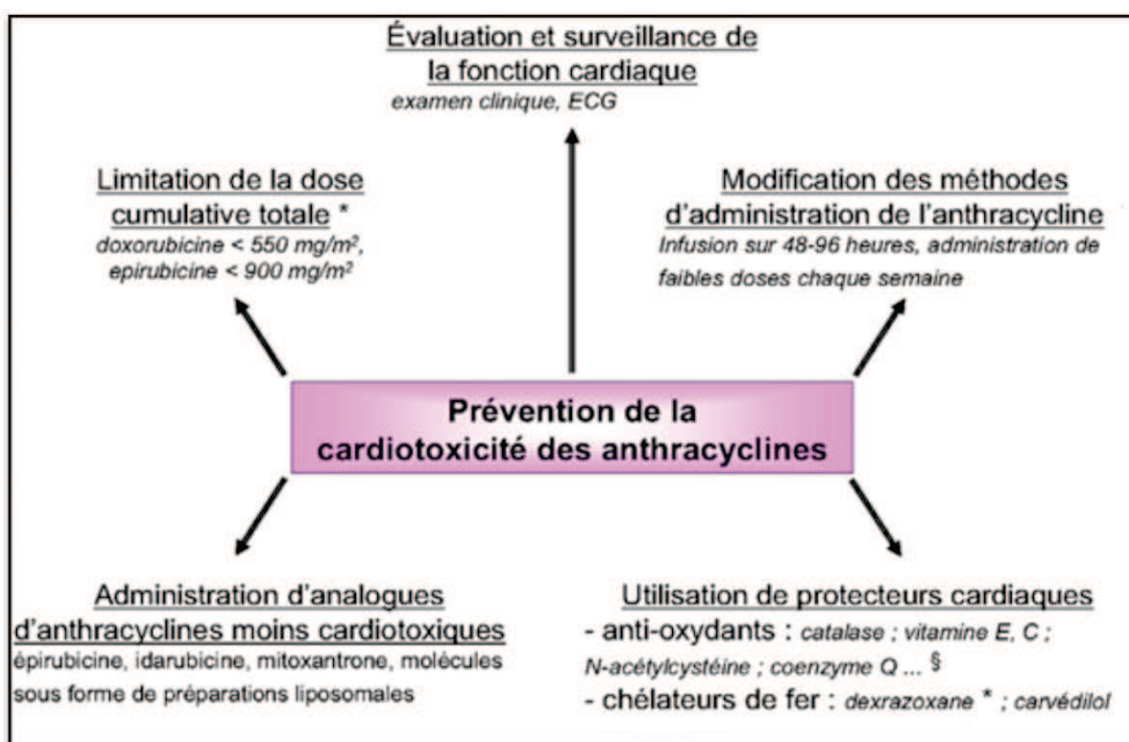 Évaluation et surveillance de
la fonction cardiaque
examen clinique, ECG
Limitation de la dose
cumulative totale *
doxorubicine < 550 mg/m²,
epirubicine < 900 mg/m²
Modification des méthodes
d'administration de l'anthracycline
Infusion sur 48-96 heures, administration de
faibles doses chaque semaine
Prévention de la
cardiotoxicité des anthracyclines
Administration d'analogues
d'anthracyclines moins cardiotoxiques
épirubicine, idarubicine, mitoxantrone, molécules
sous forme de préparations liposomales
Utilisation de protecteurs cardiaques
- anti-oxydants : catalase ; vitamine E, C ;
N-acétylcystéine ; coenzyme Q ... §
- chélateurs de fer : dexrazoxane * ; carvédilol